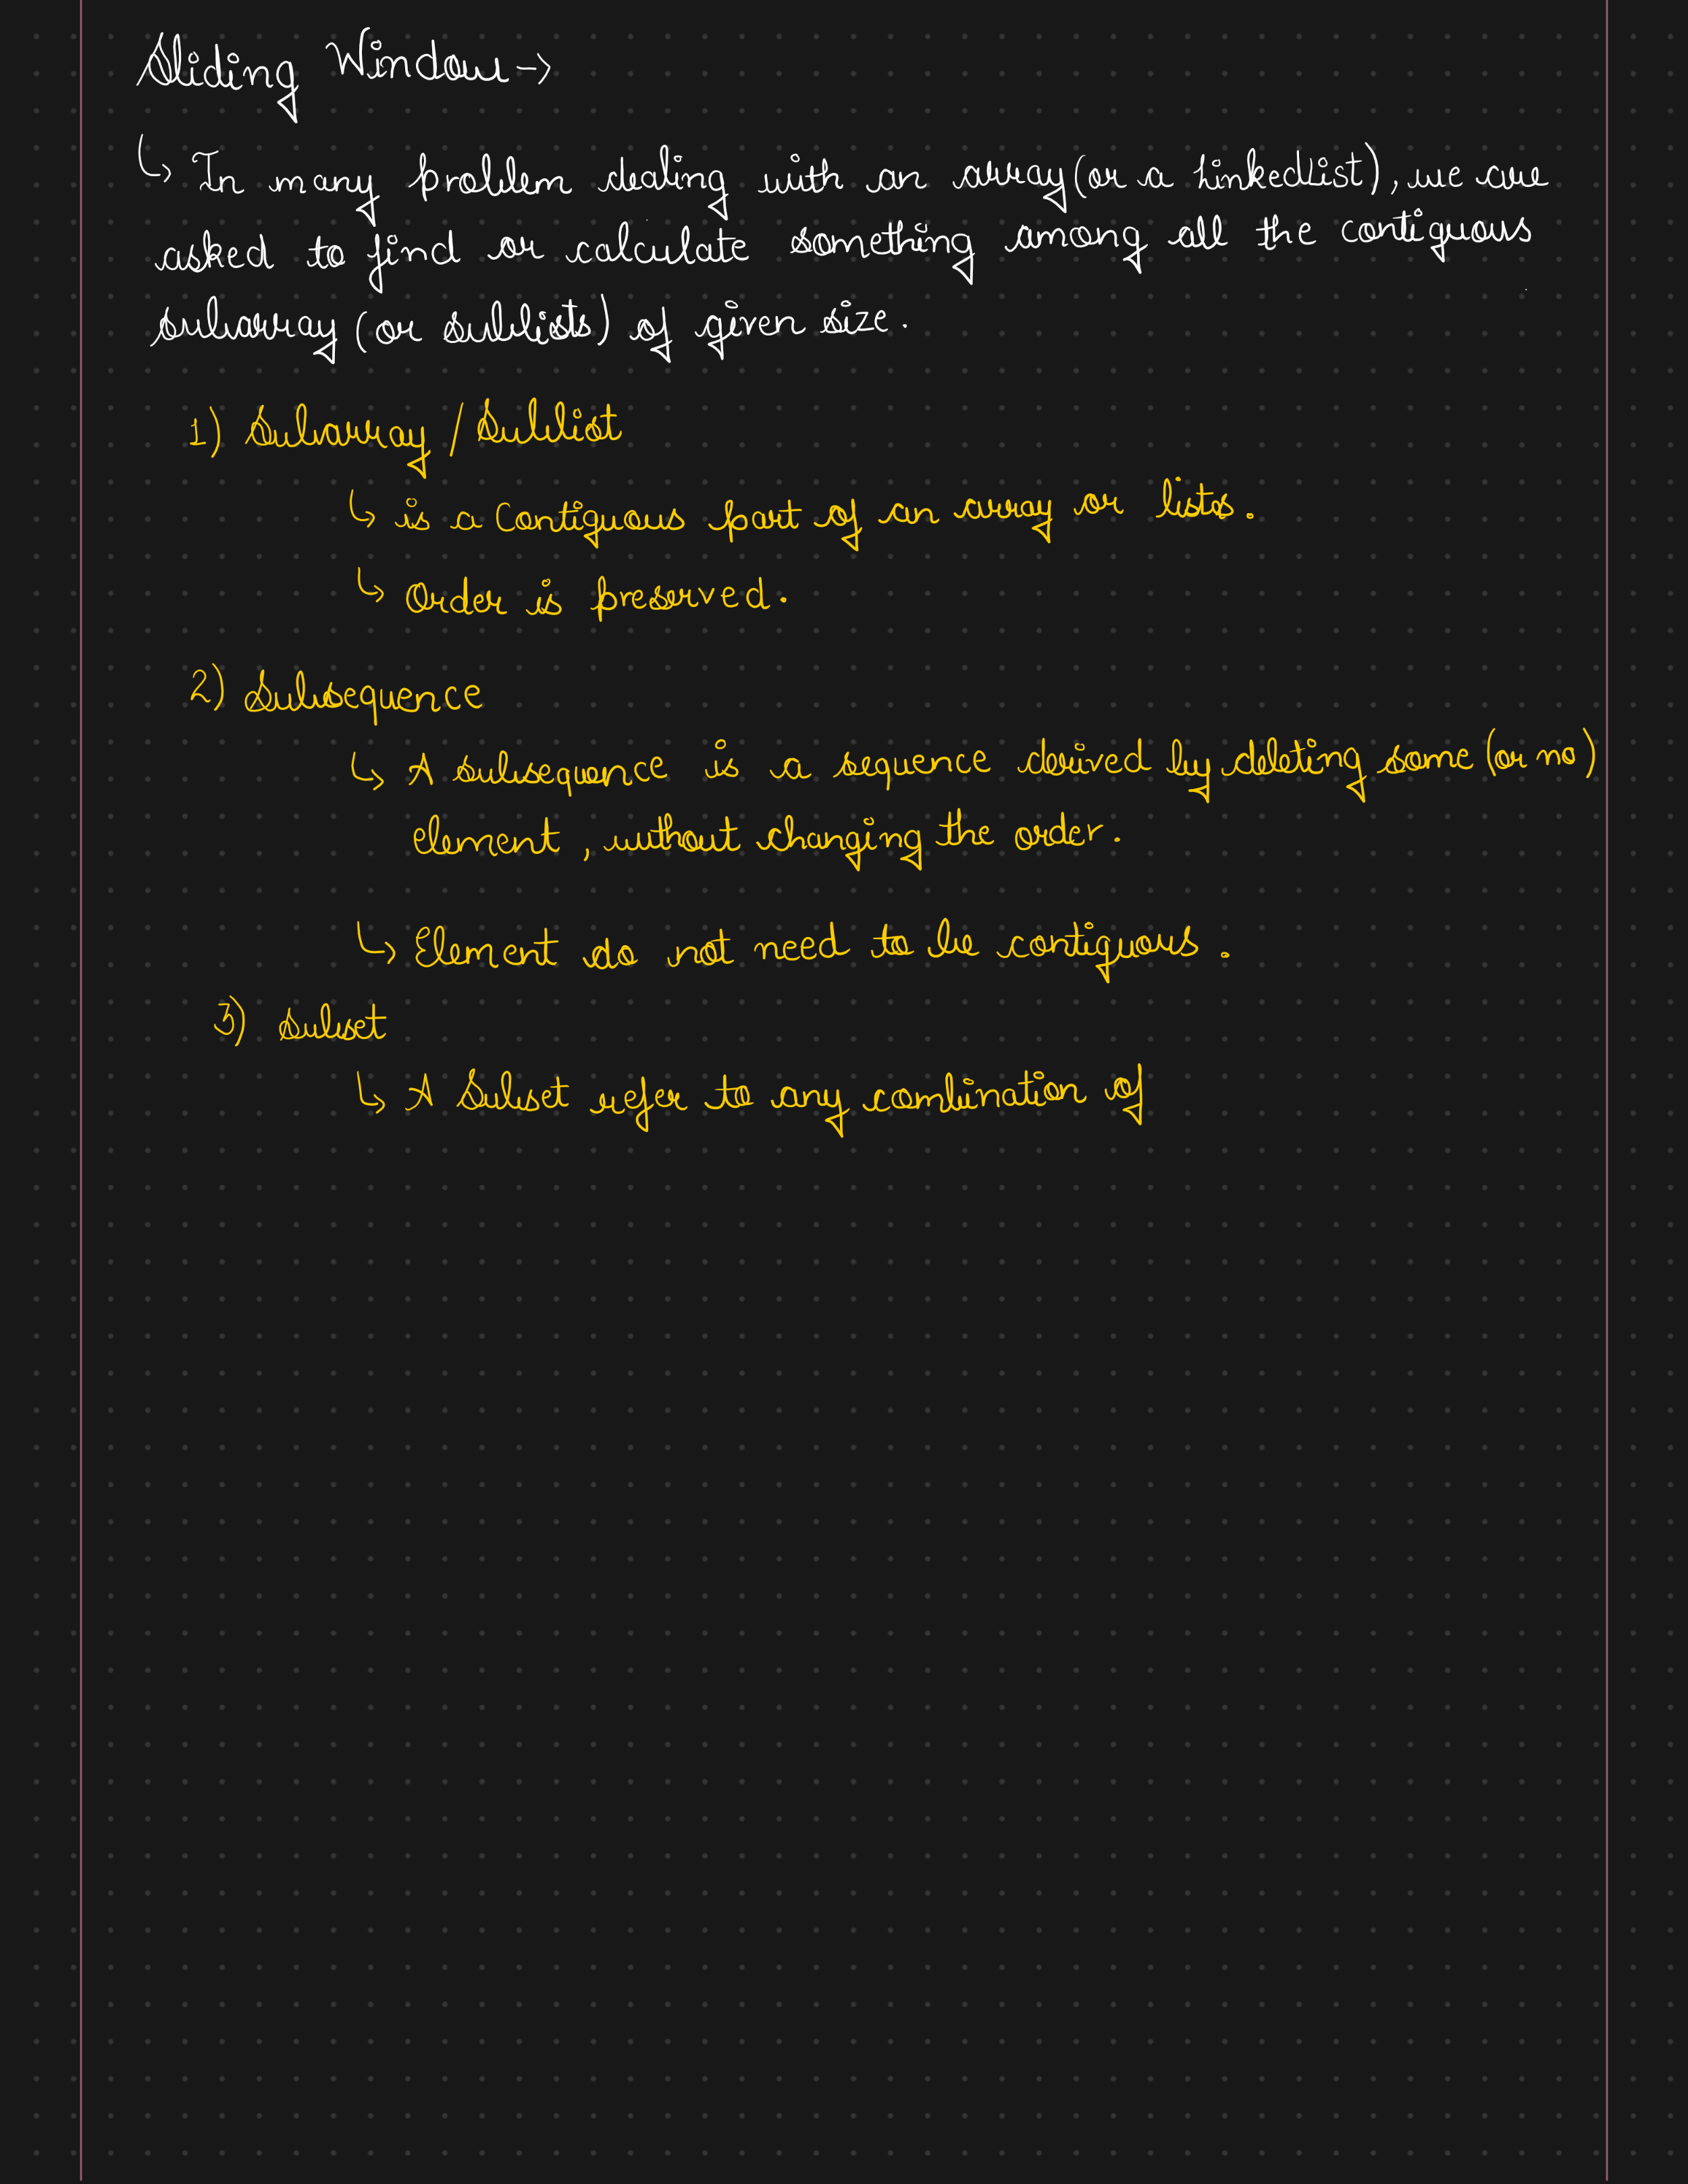 Sliding Window →
↳ In many problem dealing with an array (or a LinkedList), we are
asked to find or calculate something among all the contiguous
subarray (or sublists) of given size.
1) Subarray / Sublist
↳ is a Contiguous part of an array or lists.
↳ Order is preserved.
2) Subsequence
↳ A subsequence is a sequence derived by deleting some (or no)
element, without changing the order.
↳ Element do not need to be contiguous.
3) Subset
↳ A Subset refer to any combination of